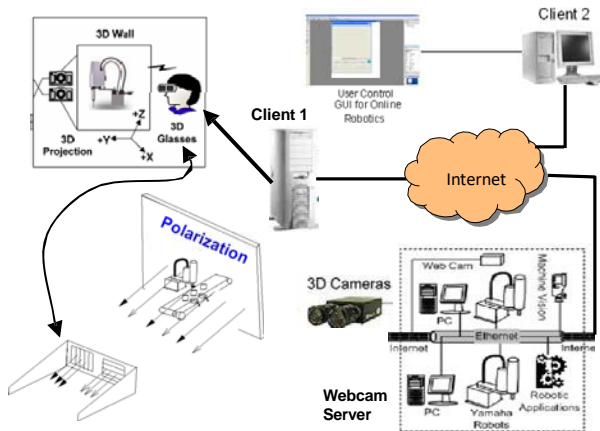 3D Wall
3D
Projection
+Z
+Y
+X
3D
Glasses
Client 1
User Control
GUI for Online
Robotics
Client 2
Internet
Polarization
3D Cameras
Web Cam
Machine Vision
PC
Ethernet
Internet
Interne
PC
Yamaha
Robots
Robotic
Applications
Webcam
Server